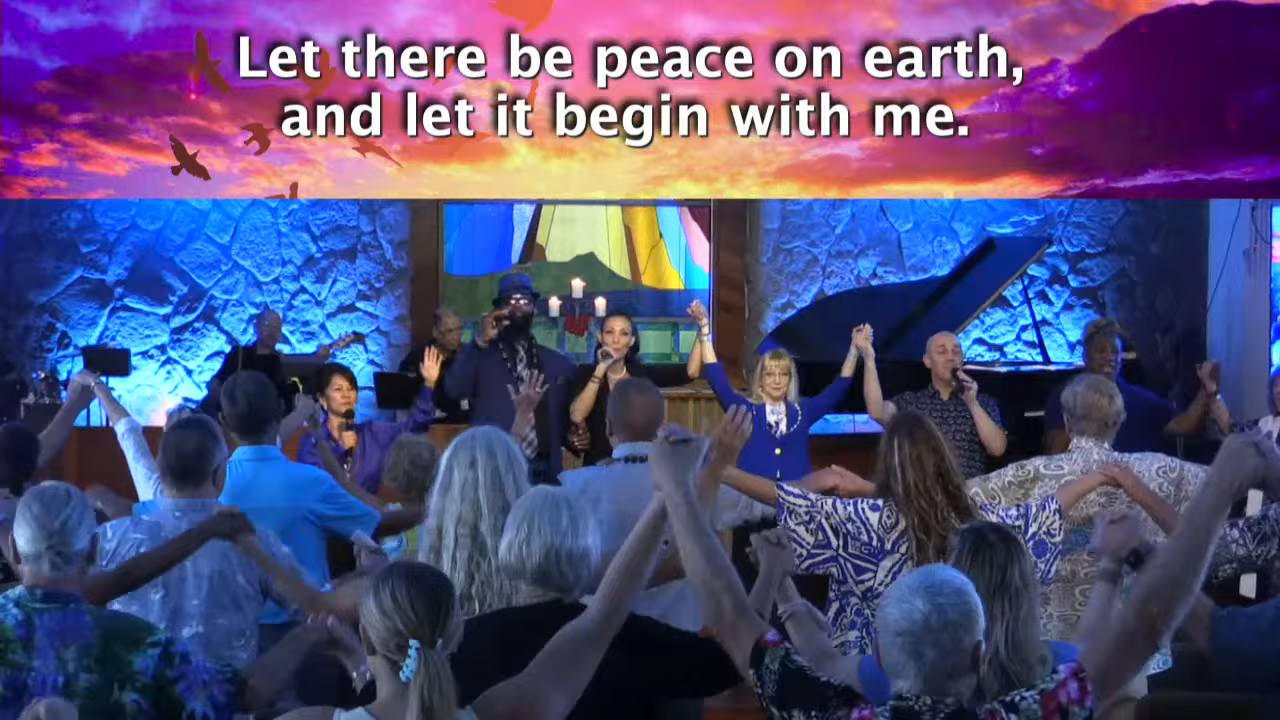 Let there be peace on earth,
and let it begin with me.